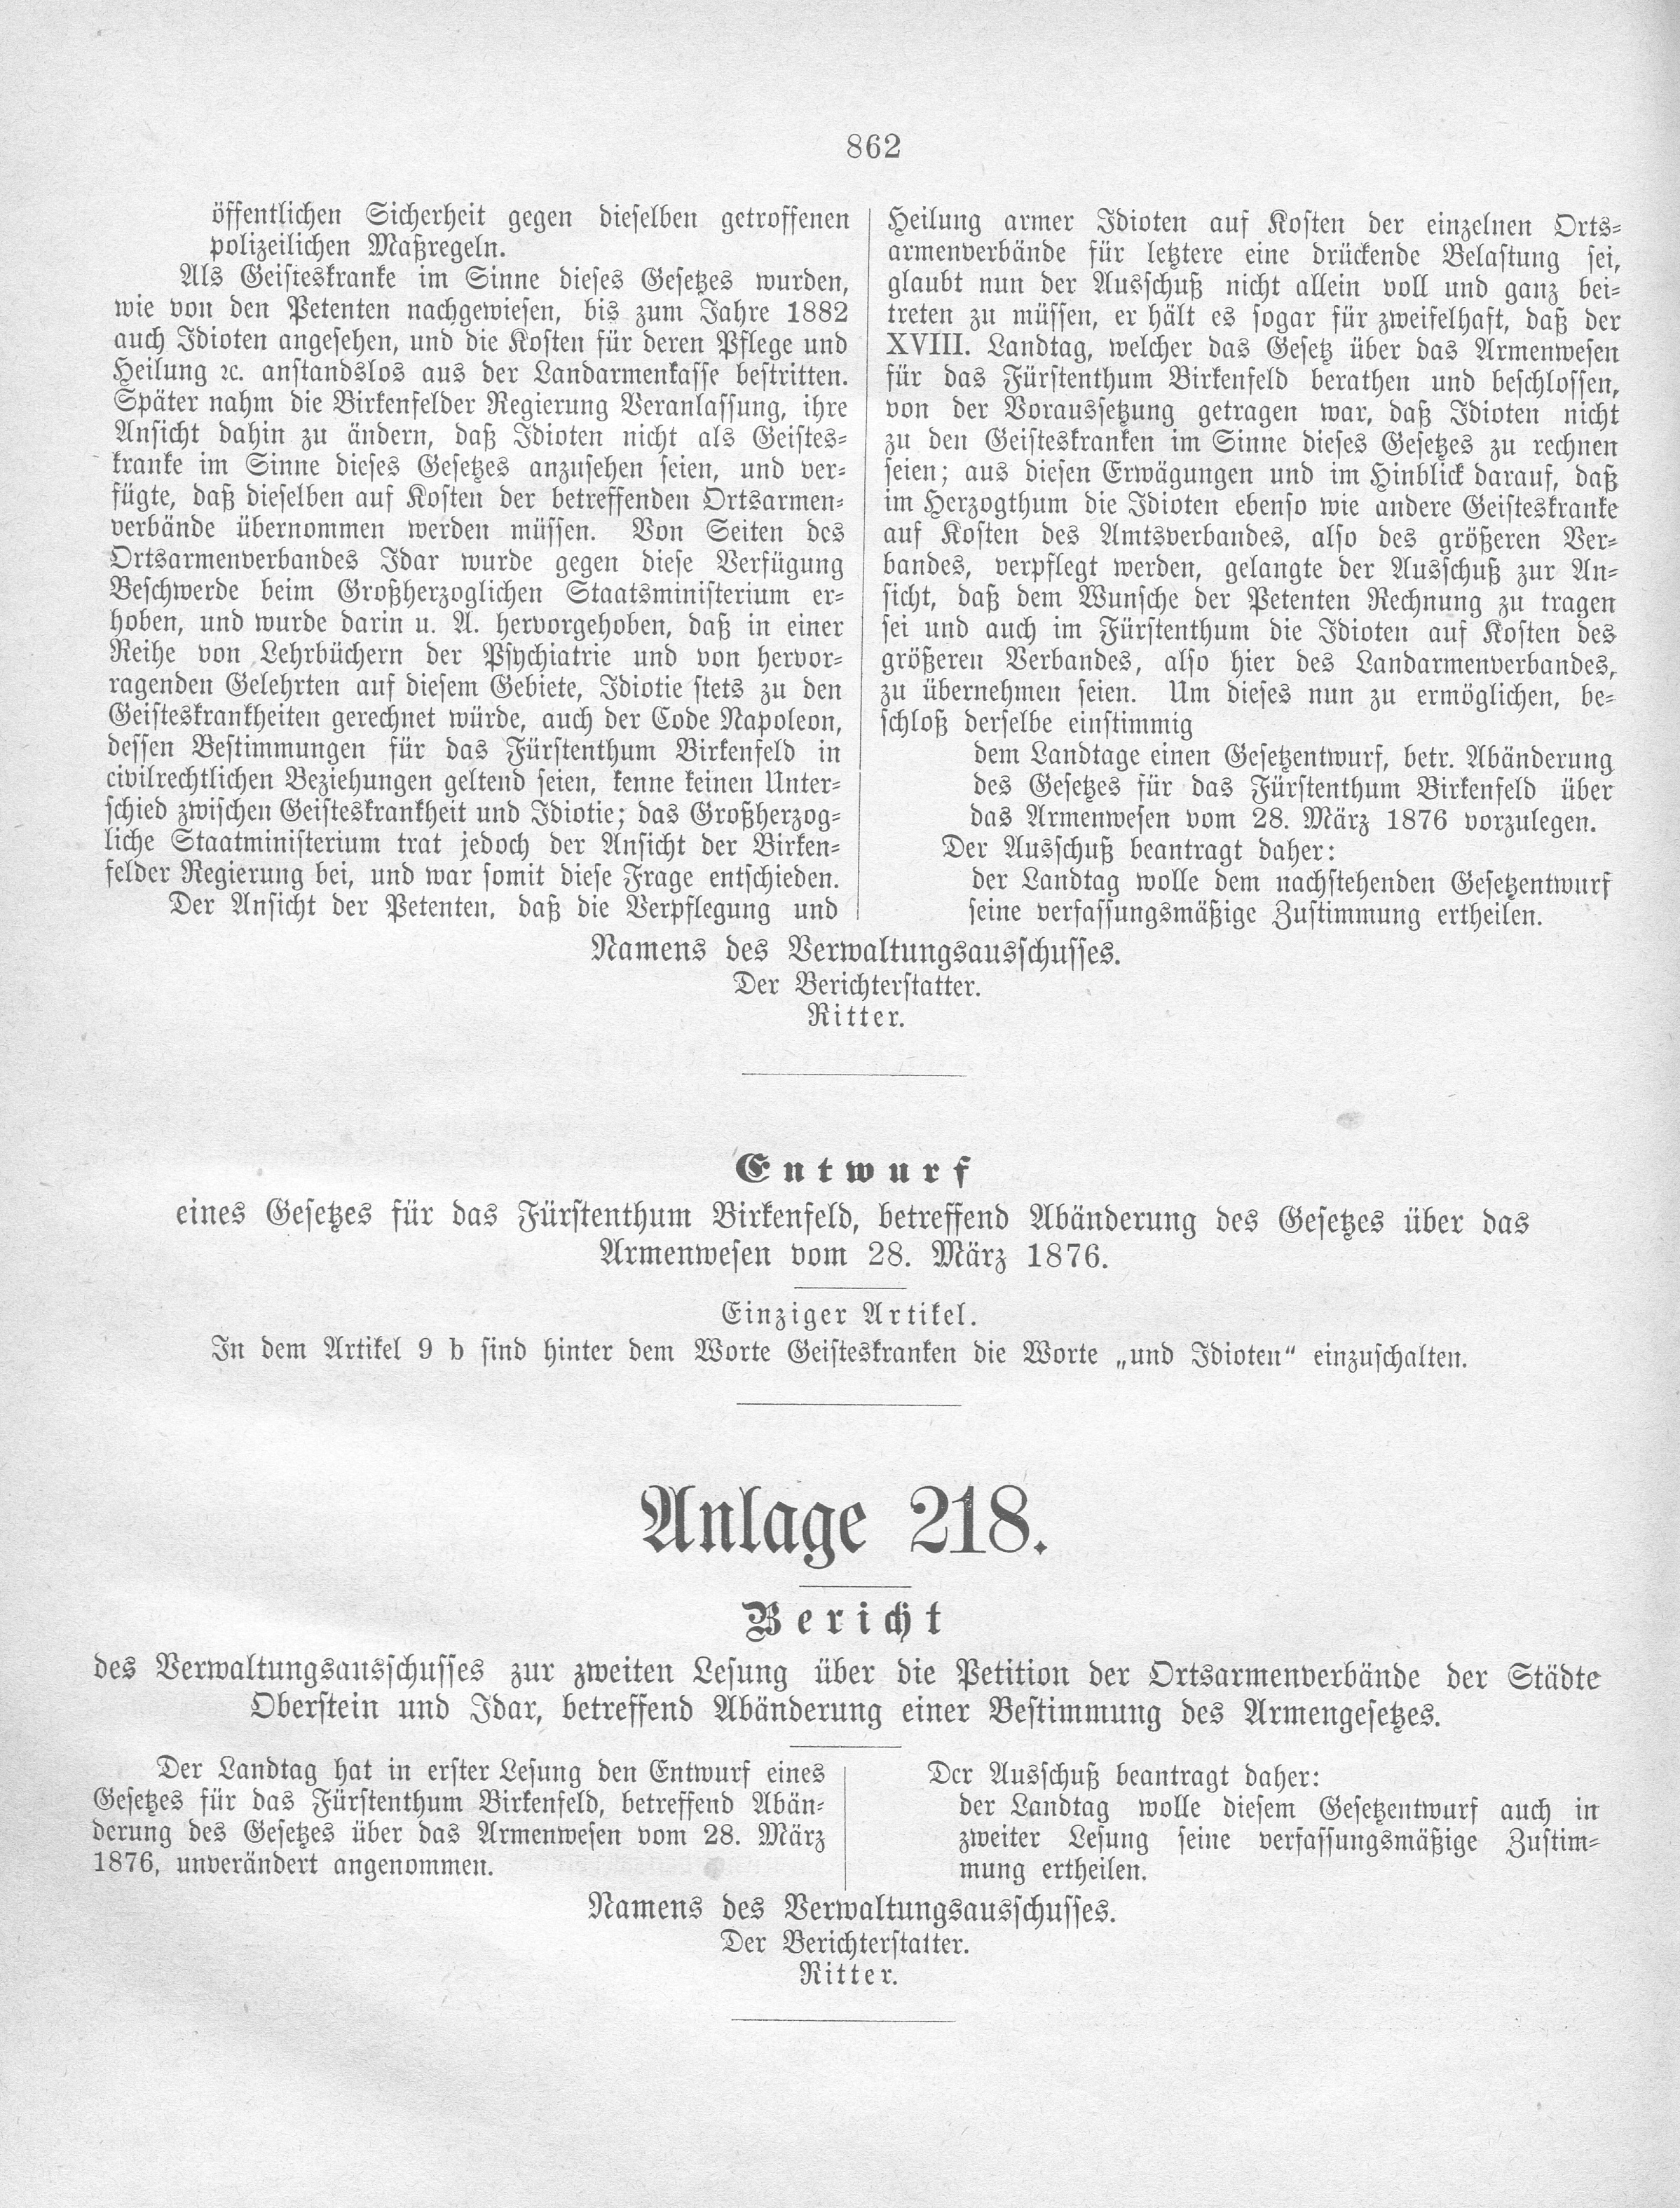 862
öffentlichen Sicherheit gegen dieselben getroffenen
polizeilichen Maßregeln.
Als Geisteskranke im Sinne dieses Gesetzes wurden,
wie von den Petenten nachgewiesen, bis zum Jahre 1882
auch Idioten angesehen, und die Kosten für deren Pflege und
Heilung ꝛc. anstandslos aus der Landarmenkasse bestritten.
Später nahm die Birkenfelder Regierung Veranlassung, ihre
Ansicht dahin zu ändern, daß Idioten nicht als Geistes-
kranke im Sinne dieses Gesetzes anzusehen seien, und ver-
fügte, daß dieselben auf Kosten der betreffenden Ortsarmen-
verbände übernommen werden müssen. Von Seiten des
Ortsarmenverbandes Idar wurde gegen diese Verfügung
Beschwerde beim Großherzoglichen Staatsministerium er-
hoben, und wurde darin u. A. hervorgehoben, daß in einer
Reihe von Lehrbüchern der Psychiatrie und von hervor-
ragenden Gelehrten auf diesem Gebiete, Idiotie stets zu den
Geisteskrankheiten gerechnet würde, auch der Code Napoleon,
dessen Bestimmungen für das Fürstenthum Birkenfeld in
civilrechtlichen Beziehungen geltend seien, kenne keinen Unter-
schied zwischen Geisteskrankheit und Idiotie; das Großherzog-
liche Staatministerium trat jedoch der Ansicht der Birken-
felder Regierung bei, und war somit diese Frage entschieden.
Der Ansicht der Petenten, daß die Verpflegung und
Heilung armer Idioten auf Kosten der einzelnen Orts-
armenverbände für letztere eine drückende Belastung sei,
glaubt nun der Ausschuß nicht allein voll und ganz bei-
treten zu müssen, er hält es sogar für zweifelhaft, daß der
XVIII. Landtag, welcher das Gesetz über das Armenwesen
für das Fürstenthum Birkenfeld berathen und beschlossen,
von der Voraussetzung getragen war, daß Idioten nicht
zu den Geisteskranken im Sinne dieses Gesetzes zu rechnen
seien; aus diesen Erwägungen und im Hinblick darauf, daß
im Herzogthum die Idioten ebenso wie andere Geisteskranke
auf Kosten des Amtsverbandes, also des größeren Ver-
bandes, verpflegt werden, gelangte der Ausschuß zur An-
sicht, daß dem Wunsche der Petenten Rechnung zu tragen
sei und auch im Fürstenthum die Idioten auf Kosten des
größeren Verbandes, also hier des Landarmenverbandes,
zu übernehmen seien. Um dieses nun zu ermöglichen, be-
schloß derselbe einstimmig
dem Landtage einen Gesetzentwurf, betr. Abänderung
des Gesetzes für das Fürstenthum Birkenfeld über
das Armenwesen vom 28. März 1876 vorzulegen.
Der Ausschuß beantragt daher:
der Landtag wolle dem nachstehenden Gesetzentwurf
seine verfassungsmäßige Zustimmung ertheilen.
Namens des Verwaltungsausschusses.
Der Berichterstatter.
Ritter.
Entwurf
eines Gesetzes für das Fürstenthum Birkenfeld, betreffend Abänderung des Gesetzes über das
Armenwesen vom 28. März 1876.
Einziger Artikel.
In dem Artikel 9 b sind hinter dem Worte Geisteskranken die Worte „und Idioten“ einzuschalten.
Anlage 218.
Bericht
des Verwaltungsausschusses zur zweiten Lesung über die Petition der Ortsarmenverbände der Städte
Oberstein und Idar, betreffend Abänderung einer Bestimmung des Armengesetzes.
Der Landtag hat in erster Lesung den Entwurf eines
Gesetzes für das Fürstenthum Birkenfeld, betreffend Abän-
derung des Gesetzes über das Armenwesen vom 28. März
1876, unverändert angenommen.
Der Ausschuß beantragt daher:
der Landtag wolle diesem Gesetzentwurf auch in
zweiter Lesung seine verfassungsmäßige Zustim-
mung ertheilen.
Namens des Verwaltungsausschusses.
Der Berichterstatter.
Ritter.